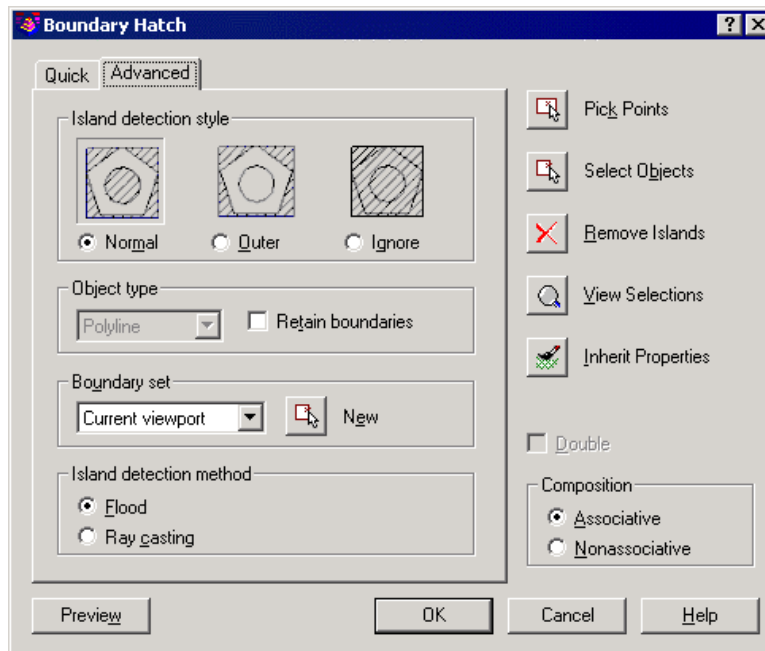 Boundary Hatch
Quick
Advanced
Island detection style
Normal
Outer
Ignore
Object type
Polyline
Retain boundaries
Boundary set
Current viewport
New
Island detection method
Flood
Ray casting
Pick Points
Select Objects
Remove Islands
View Selections
Inherit Properties
Double
Composition
Associative
Nonassociative
Preview
OK
Cancel
Help